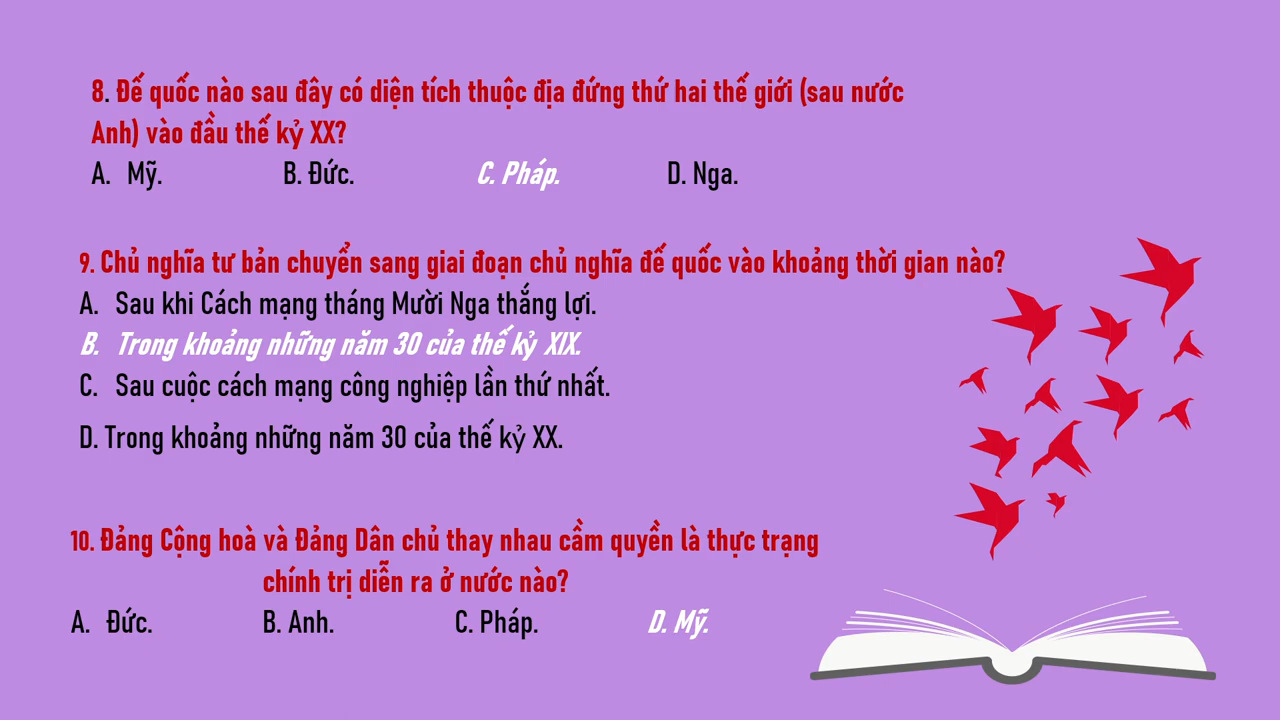 8. Đế quốc nào sau đây có diện tích thuộc địa đứng thứ hai thế giới (sau nước
Anh) vào đầu thế kỷ XX?
A. Mỹ. B. Đức. C. Pháp. D. Nga.
9. Chủ nghĩa tư bản chuyển sang giai đoạn chủ nghĩa đế quốc vào khoảng thời gian nào?
A. Sau khi Cách mạng tháng Mười Nga thắng lợi.
B. Trong khoảng những năm 30 của thế kỷ XIX.
C. Sau cuộc cách mạng công nghiệp lần thứ nhất.
D. Trong khoảng những năm 30 của thế kỷ XX.
10. Đảng Cộng hoà và Đảng Dân chủ thay nhau cầm quyền là thực trạng
chính trị diễn ra ở nước nào?
A. Đức. B. Anh. C. Pháp. D. Mỹ.